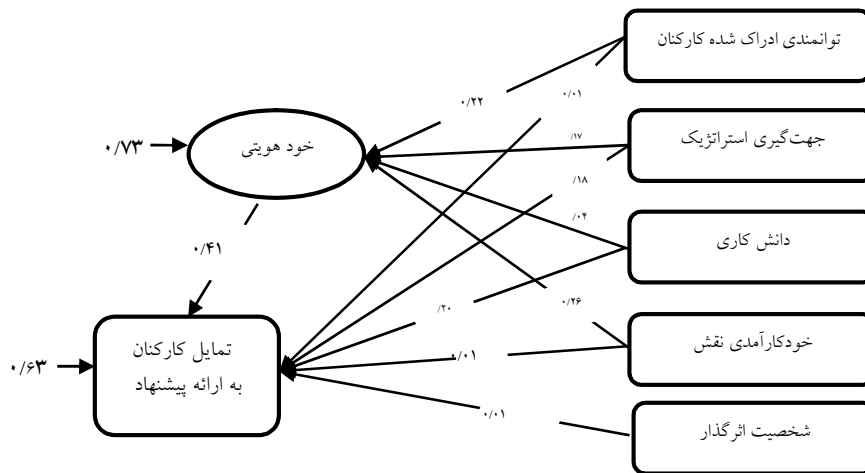 توانمندی ادراک شده کارکنان
۰/۲۲
۰/۰۱
جهت‌گیری استراتژیک
خود هویتی
۰/۷۳
/۱۷
/۱۸
/۰۴
دانش کاری
۰/۴۱
/۲۰
۰/۲۶
خودکارآمدی نقش
تمایل کارکنان
به ارائه پیشنهاد
۰/۶۳
۰/۰۱
۰/۰۱
شخصیت اثرگذار